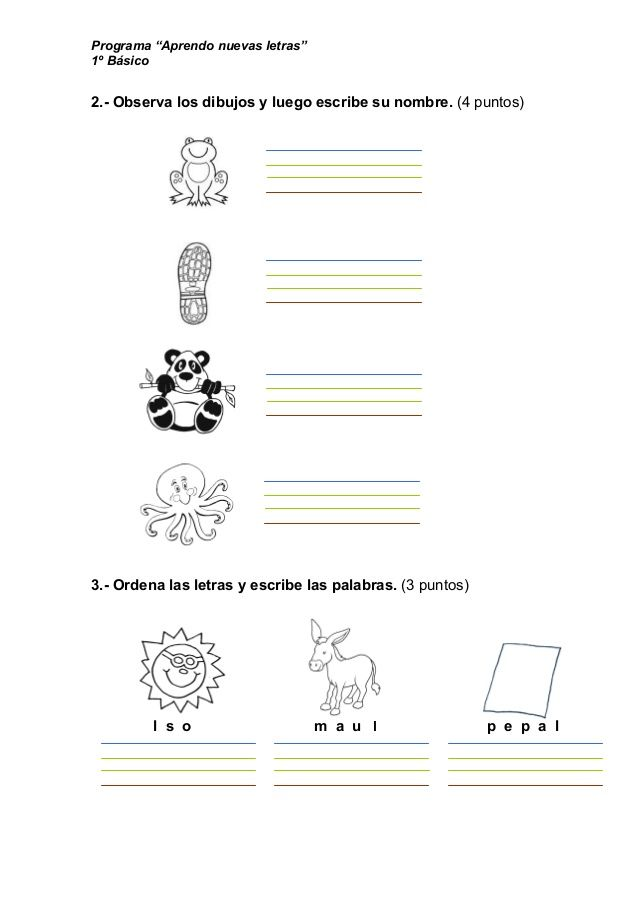 Programa “Aprendo nuevas letras”
1º Básico
2.- Observa los dibujos y luego escribe su nombre. (4 puntos)
3.- Ordena las letras y escribe las palabras. (3 puntos)
l s o m a u l p e p a l